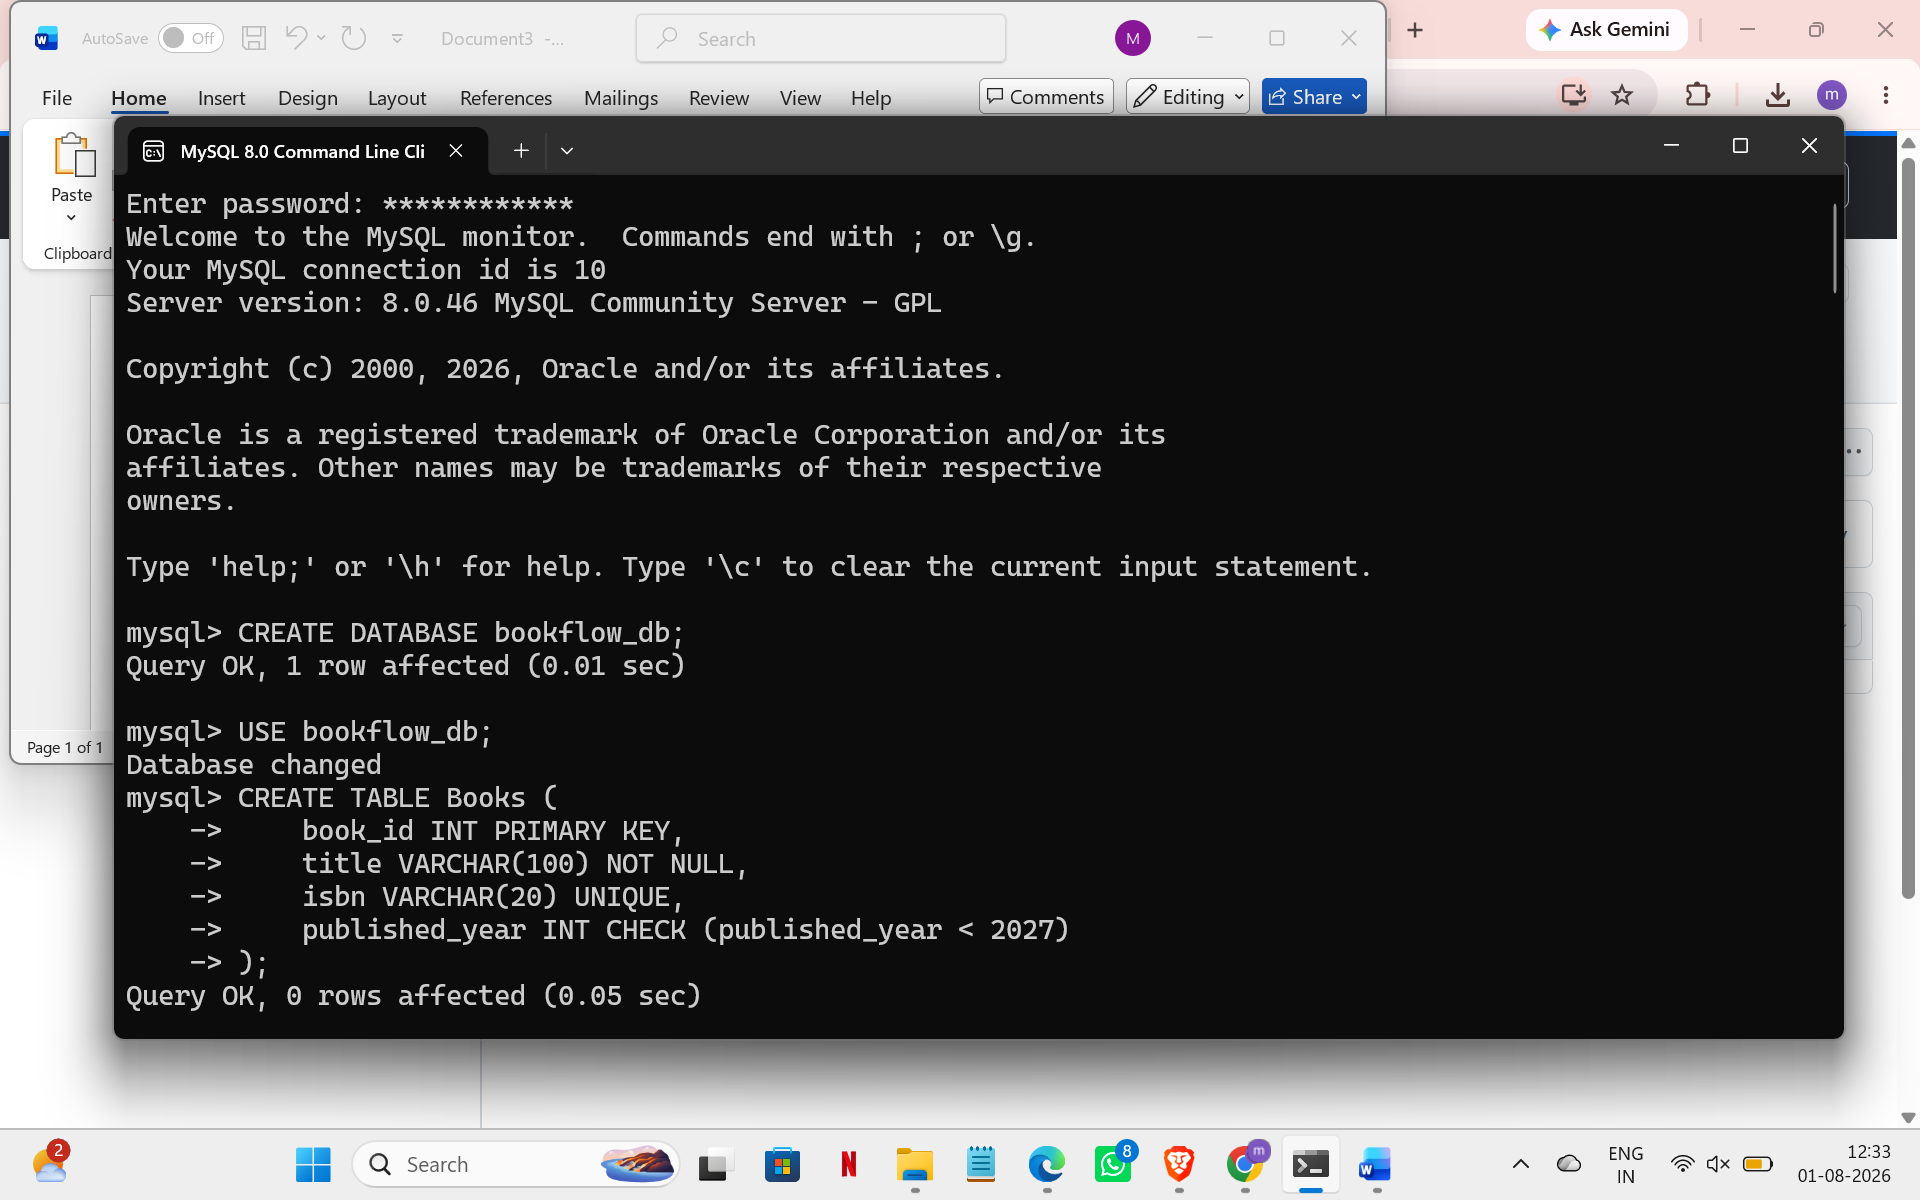 AutoSave Off Document3 -... Search M
Ask Gemini
File Home Insert Design Layout References Mailings Review View Help Comments Editing Share
m
Paste
Clipboard
MySQL 8.0 Command Line Cli
Enter password: ************
Welcome to the MySQL monitor.  Commands end with ; or \g.
Your MySQL connection id is 10
Server version: 8.0.46 MySQL Community Server - GPL
Copyright (c) 2000, 2026, Oracle and/or its affiliates.
Oracle is a registered trademark of Oracle Corporation and/or its
affiliates. Other names may be trademarks of their respective
owners.
Type 'help;' or '\h' for help. Type '\c' to clear the current input statement.
mysql> CREATE DATABASE bookflow_db;
Query OK, 1 row affected (0.01 sec)
mysql> USE bookflow_db;
Database changed
mysql> CREATE TABLE Books (
    ->     book_id INT PRIMARY KEY,
    ->     title VARCHAR(100) NOT NULL,
    ->     isbn VARCHAR(20) UNIQUE,
    ->     published_year INT CHECK (published_year < 2027)
    -> );
Query OK, 0 rows affected (0.05 sec)
Page 1 of 1
2
Search
N
8
m
W
ENG
IN
12:33
01-08-2026